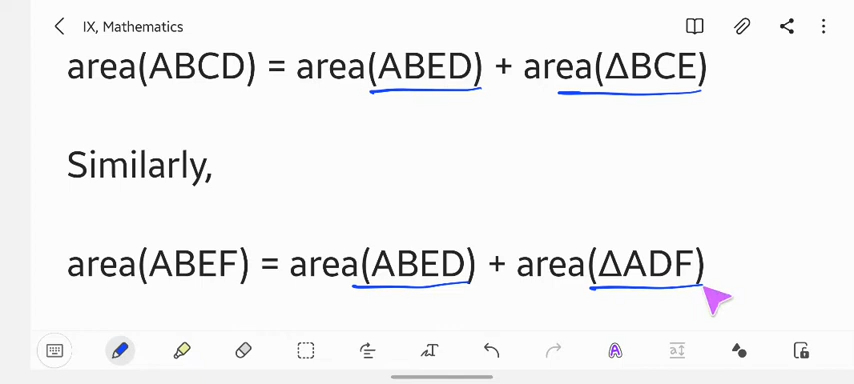 IX, Mathematics
area(ABCD) = area(ABED) + area(ΔBCE)
Similarly,
area(ABEF) = area(ABED) + area(ΔADF)